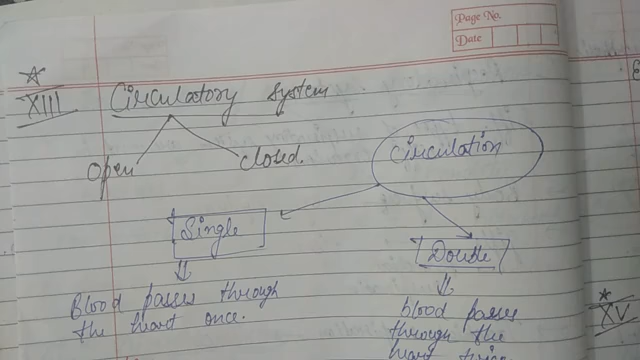 Page No.
Date
XIII Circulatory System
open closed.
Circulation
Single
Double
Blood passes through
the heart once.
blood passes
through the
heart twice
XV